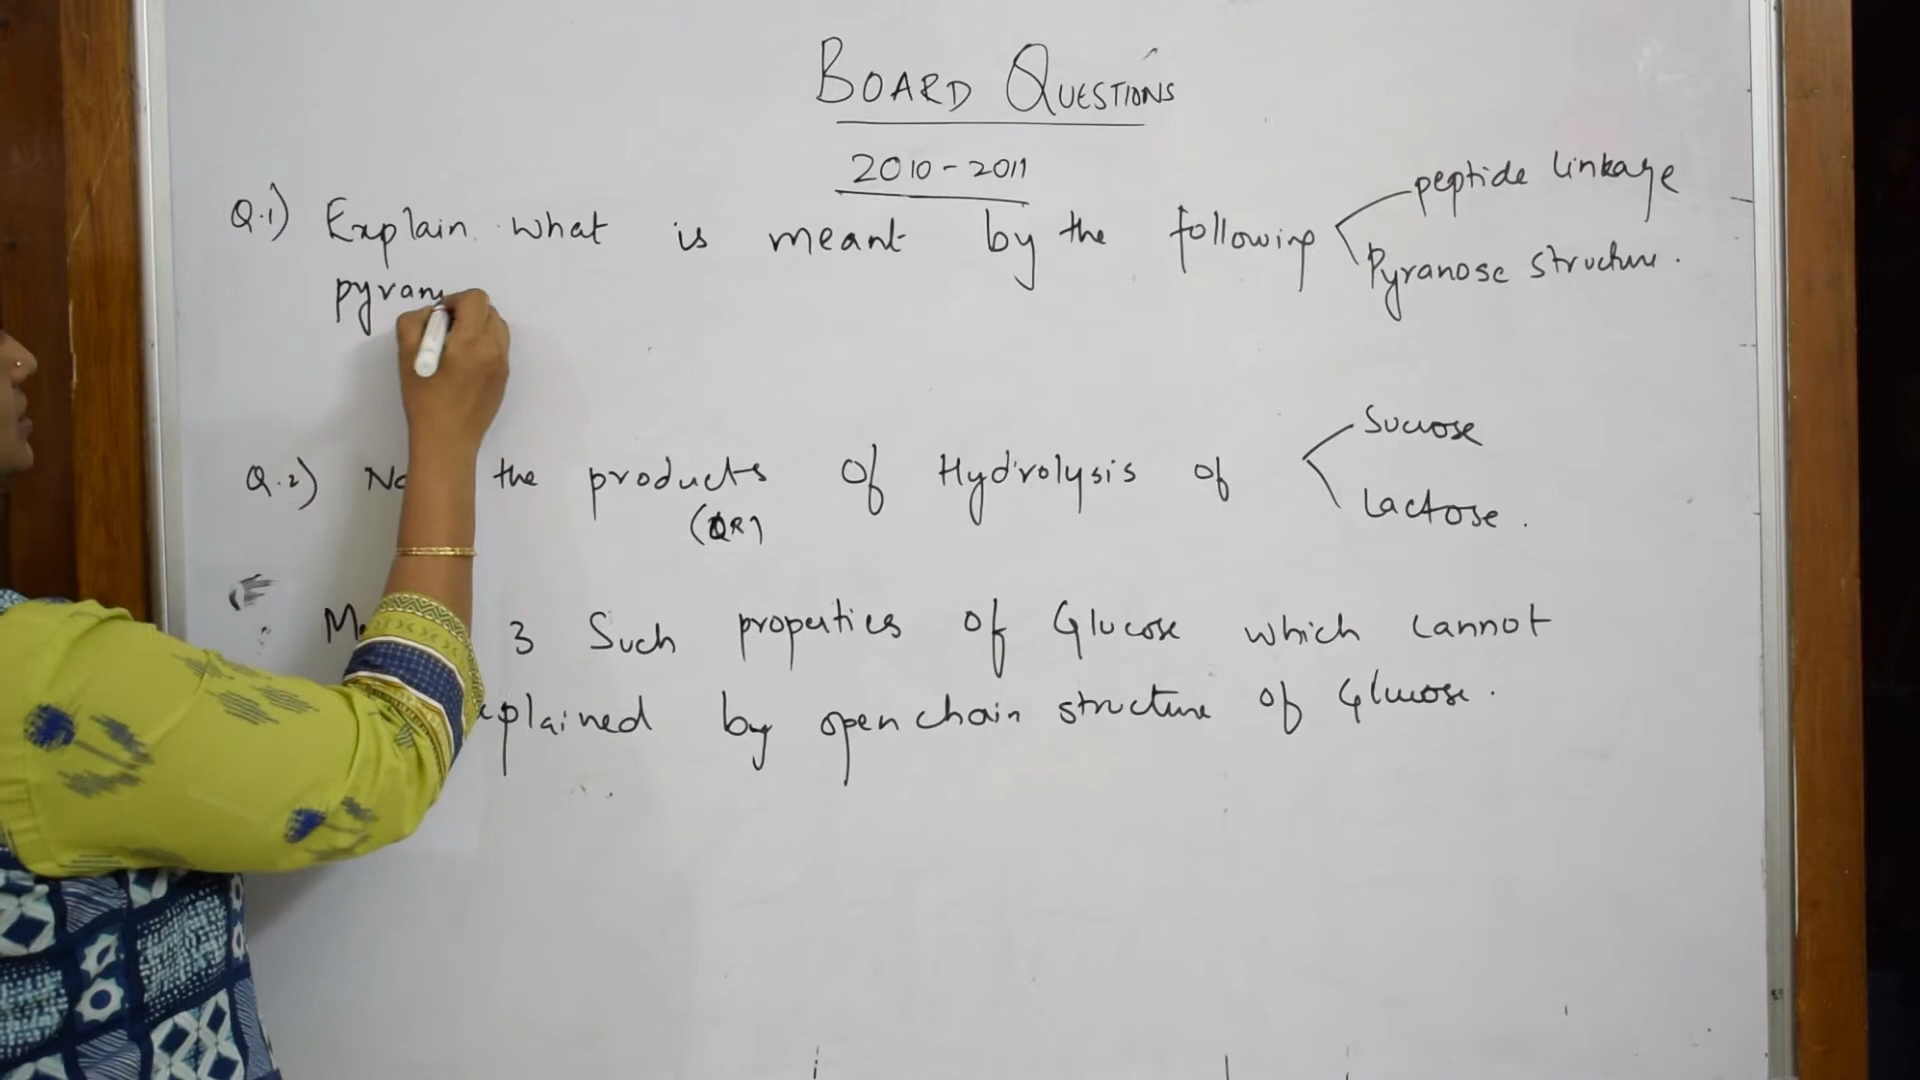 BOARD QUESTIONS
2010-2011
Q.1) Explain what is meant by the following
peptide linkage
Pyranose structure.
pyran
Q.2) the products of Hydrolysis of
Sucrose
Lactose.
(OR)
3 Such properties of Glucose which cannot
by open chain structure of Glucose.